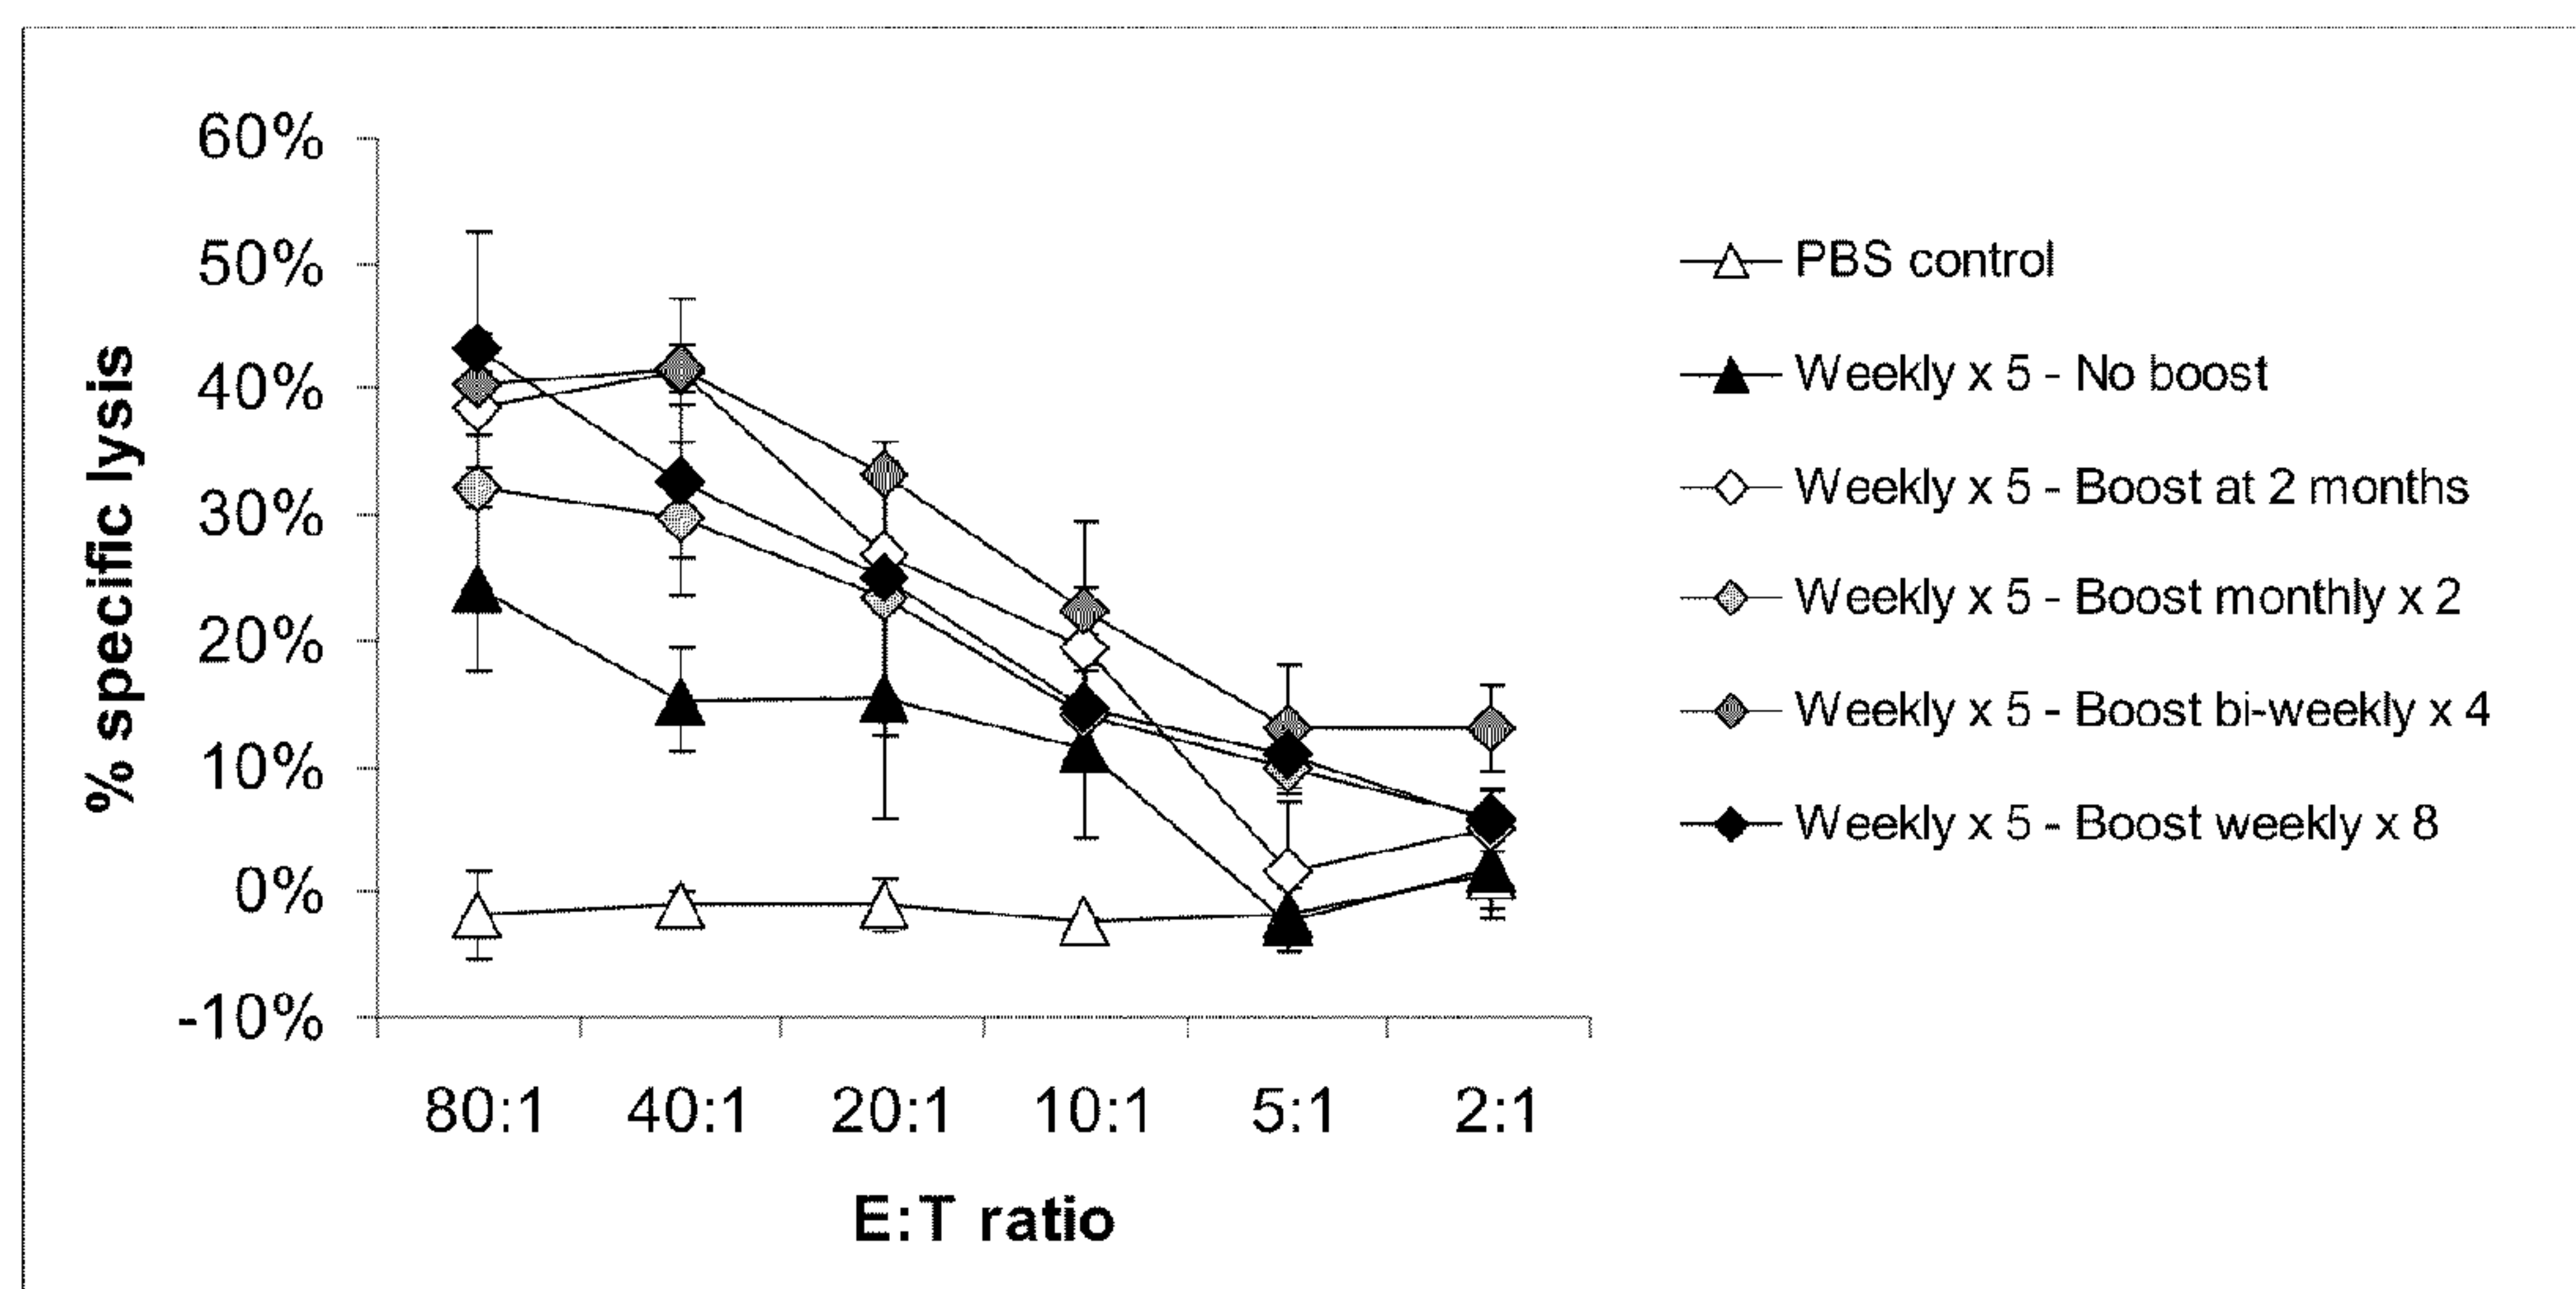 60%
50%
40%
30%
20%
10%
0%
-10%
% specific lysis
80:1 40:1 20:1 10:1 5:1 2:1
E:T ratio
PBS control
Weekly x 5 - No boost
Weekly x 5 - Boost at 2 months
Weekly x 5 - Boost monthly x 2
Weekly x 5 - Boost bi-weekly x 4
Weekly x 5 - Boost weekly x 8